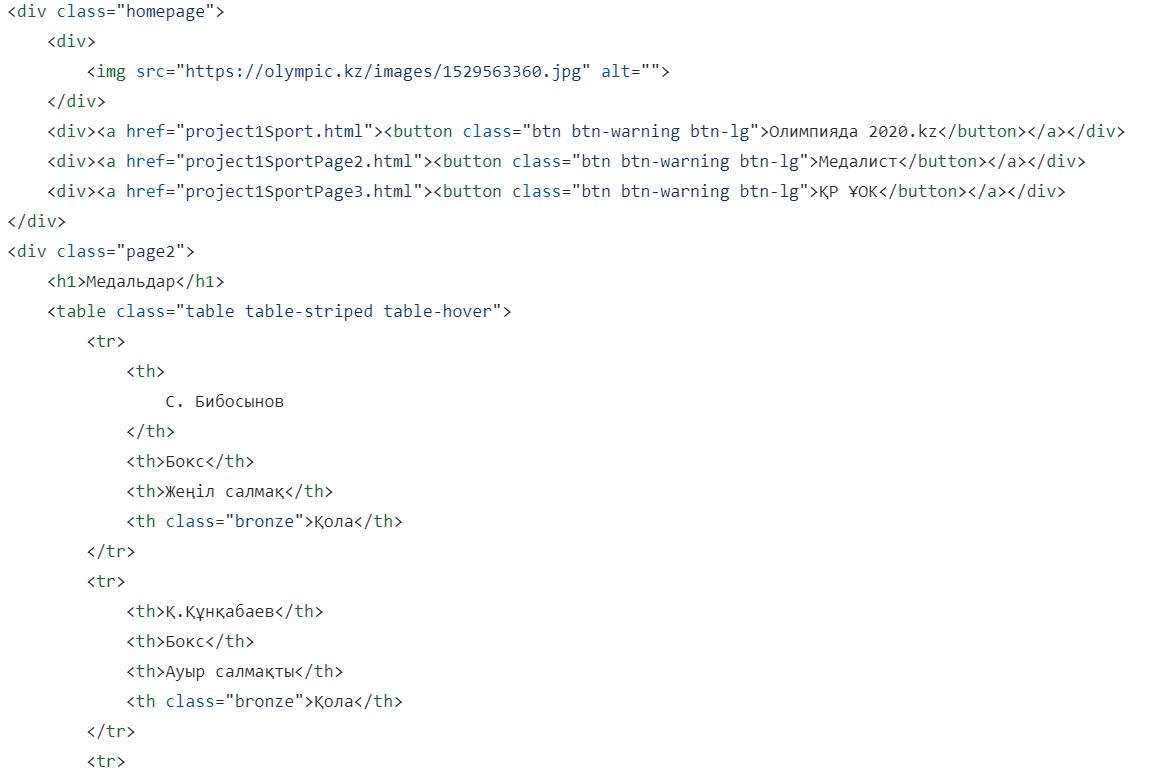 <div class="homepage">
<div>
<img src="https://olympic.kz/images/1529563360.jpg" alt="">
</div>
<div><a href="project1Sport.html"><button class="btn btn-warning btn-lg">Олимпияда 2020.kz</button></a></div>
<div><a href="project1SportPage2.html"><button class="btn btn-warning btn-lg">Медалист</button></a></div>
<div><a href="project1SportPage3.html"><button class="btn btn-warning btn-lg">ҚР ҰОК</button></a></div>
</div>
<div class="page2">
<h1>Медальдар</h1>
<table class="table table-striped table-hover">
<tr>
<th>
С. Бибосынов
</th>
<th>Бокс</th>
<th>Жеңіл салмақ</th>
<th class="bronze">Қола</th>
</tr>
<tr>
<th>Қ.Құнқабаев</th>
<th>Бокс</th>
<th>Ауыр салмақты</th>
<th class="bronze">Қола</th>
</tr>
<tr>